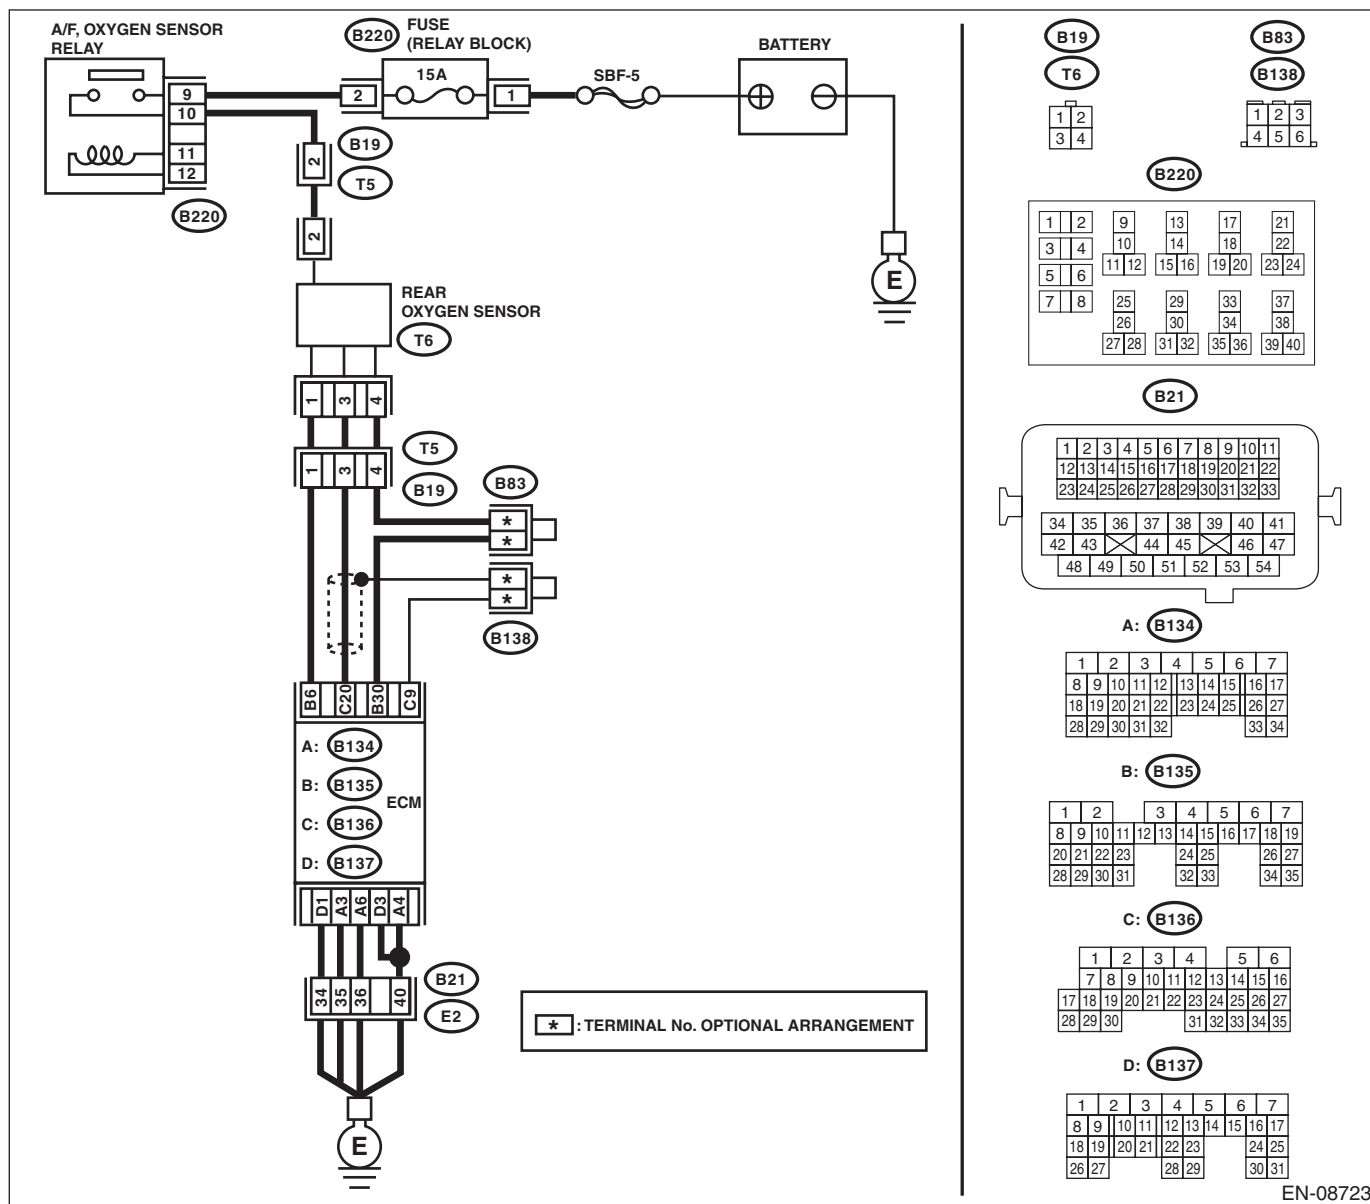 A/F, OXYGEN SENSOR
RELAY
B220
FUSE
(RELAY BLOCK)
15A
SBF-5
BATTERY
9
10
11
12
2
1
B220
2
B19
T5
2
E
REAR
OXYGEN SENSOR
T6
1 3 4
T5
1 3 4
B19
B83
*
*
*
*
B138
B6 C20 B30 C9
A: B134
B: B135
ECM
C: B136
D: B137
D1 A3 A6 D3 A4
34 35 36 40
B21
E2
* : TERMINAL No. OPTIONAL ARRANGEMENT
E
B19
T6
1 2
3 4
B83
B138
1 2 3
4 5 6
B220
1 2 9 13 17 21
3 4 10 14 18 22
5 6 11 12 15 16 19 20 23 24
7 8 25 29 33 37
26 30 34 38
27 28 31 32 35 36 39 40
B21
1 2 3 4 5 6 7 8 9 10 11
12 13 14 15 16 17 18 19 20 21 22
23 24 25 26 27 28 29 30 31 32 33
34 35 36 37 38 39 40 41
42 43 44 45 46 47
48 49 50 51 52 53 54
A: B134
1 2 3 4 5 6 7
8 9 10 11 12 13 14 15 16 17
18 19 20 21 22 23 24 25 26 27
28 29 30 31 32 33 34
B: B135
1 2 3 4 5 6 7
8 9 10 11 12 13 14 15 16 17 18 19
20 21 22 23 24 25 26 27
28 29 30 31 32 33 34 35
C: B136
1 2 3 4 5 6
7 8 9 10 11 12 13 14 15 16
17 18 19 20 21 22 23 24 25 26 27
28 29 30 31 32 33 34 35
D: B137
1 2 3 4 5 6 7
8 9 10 11 12 13 14 15 16 17
18 19 20 21 22 23 24 25
26 27 28 29 30 31
EN-08723